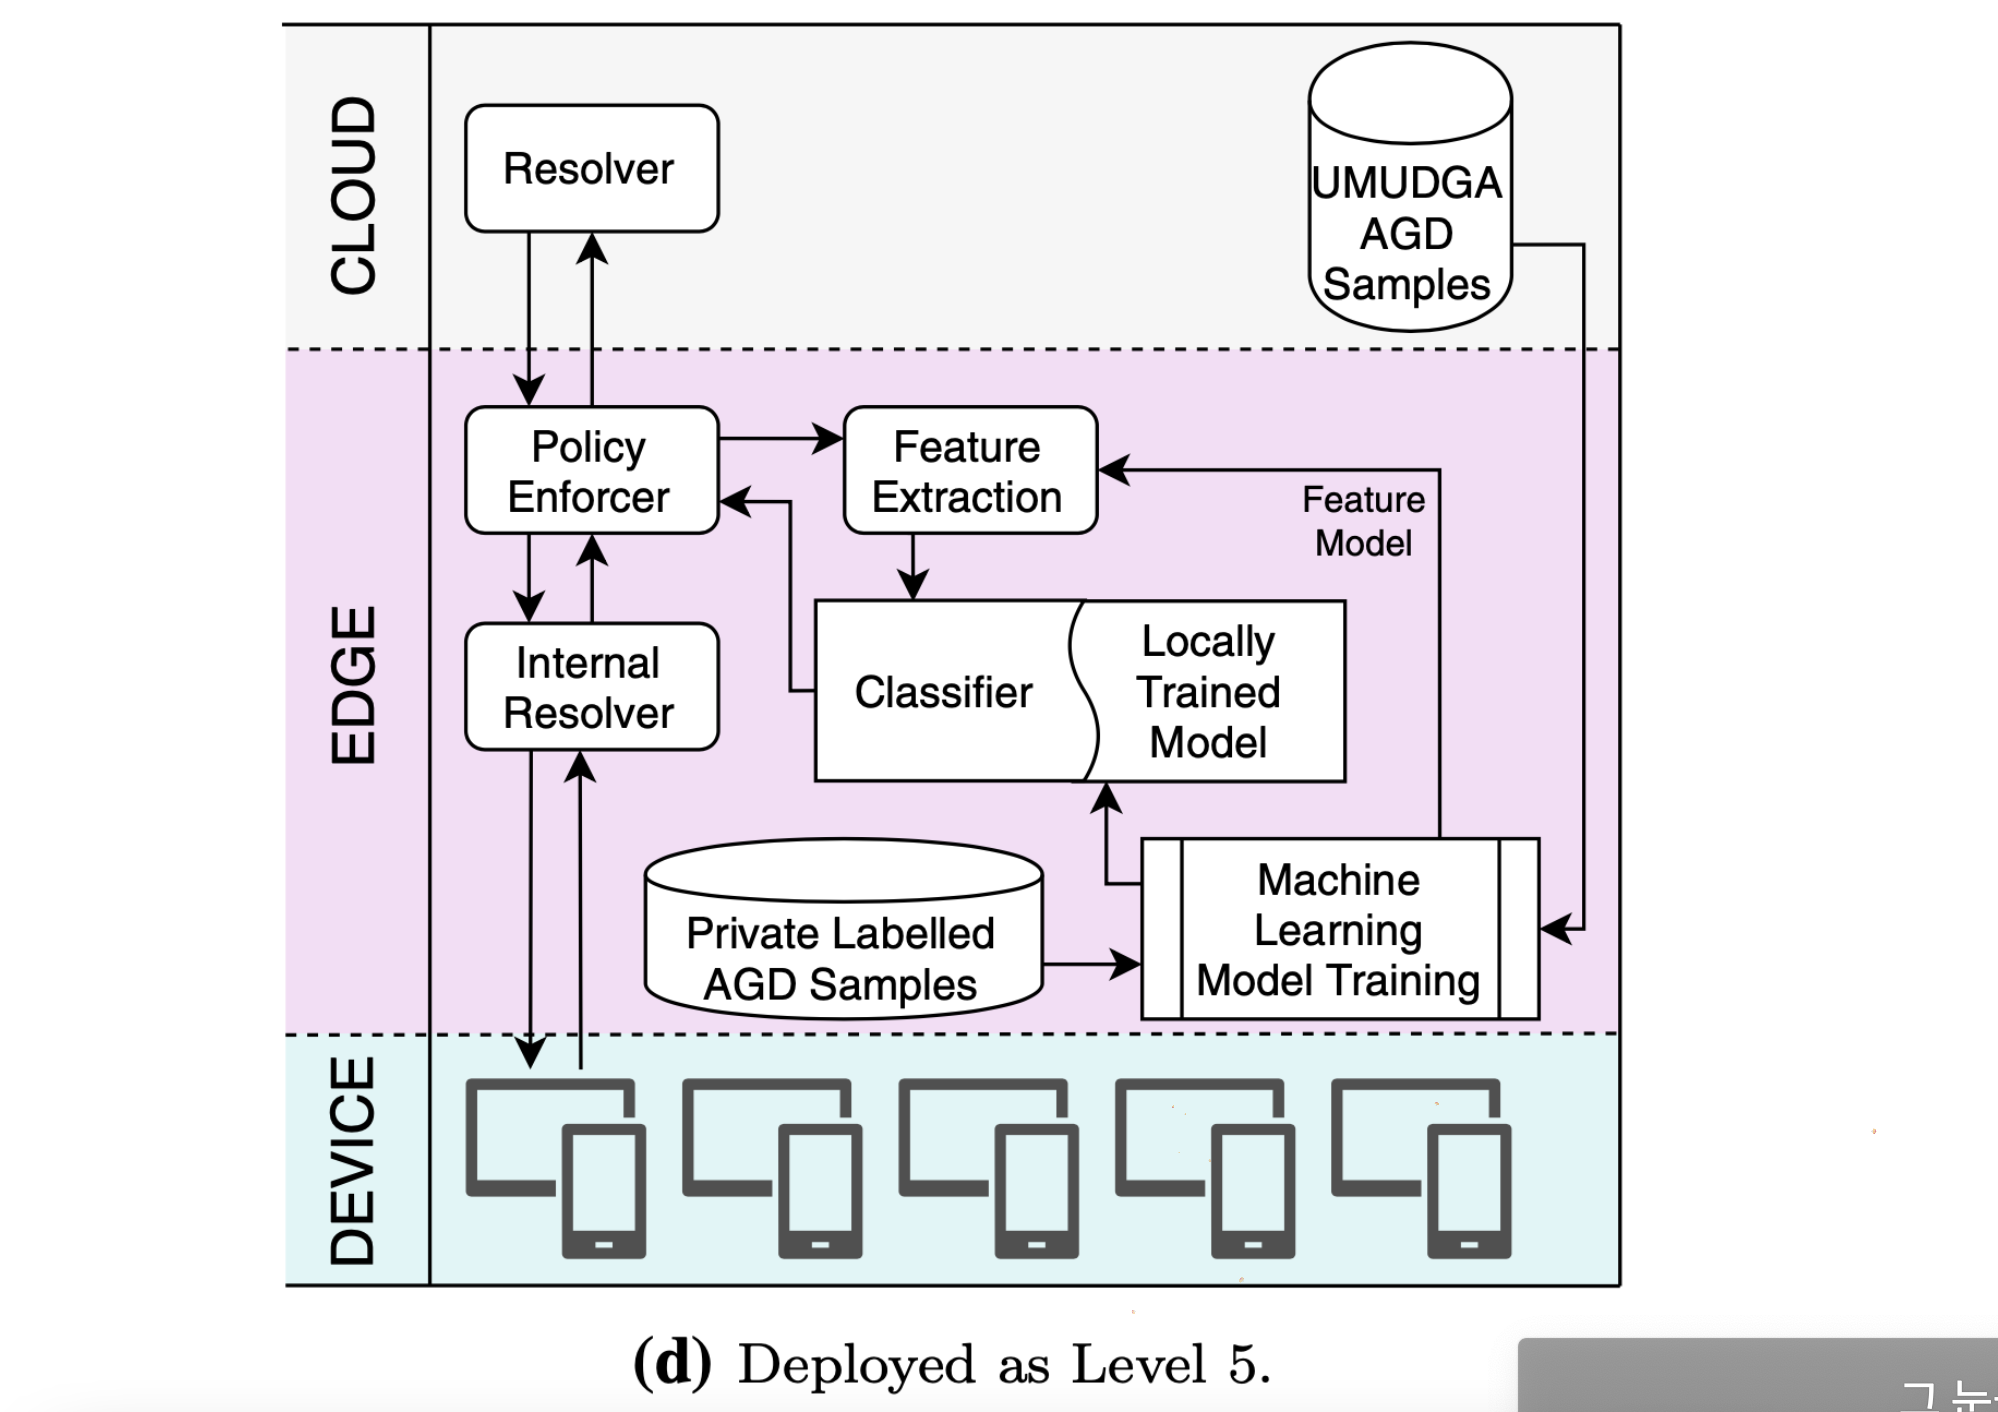 CLOUD
Resolver
UMUDGA
AGD
Samples
EDGE
Policy
Enforcer
Feature
Extraction
Feature
Model
Internal
Resolver
Classifier
Locally
Trained
Model
Private Labelled
AGD Samples
Machine
Learning
Model Training
DEVICE
(d) Deployed as Level 5.